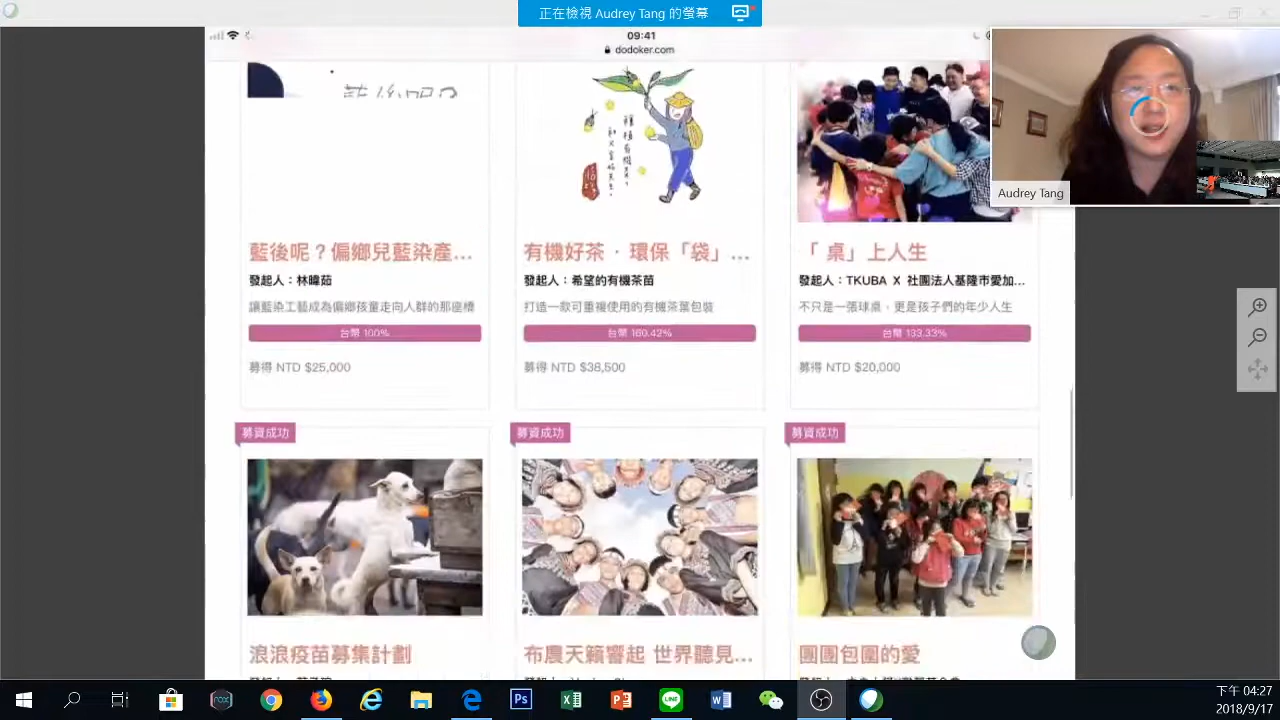 正在檢視 Audrey Tang 的螢幕
09:41
dodoker.com
Audrey Tang
藍後呢？偏鄉兒藍染產...
發起人：林暐茹
讓藍染工藝成為偏鄉孩童走向人群的那座橋
台幣 100%
募得 NTD $25,000
有機好茶 · 環保「袋」...
發起人：希望的有機茶苗
打造一款可重複使用的有機茶葉包裝
台幣 160.42%
募得 NTD $38,500
「 桌」上人生
發起人：TKUBA X 社團法人基隆市愛加...
不只是一張球桌，更是孩子們的年少人生
台幣 133.33%
募得 NTD $20,000
募資成功
浪浪疫苗募集計劃
募資成功
布農天籟響起 世界聽見...
募資成功
團團包圍的愛
下午 04:27
2018/9/17